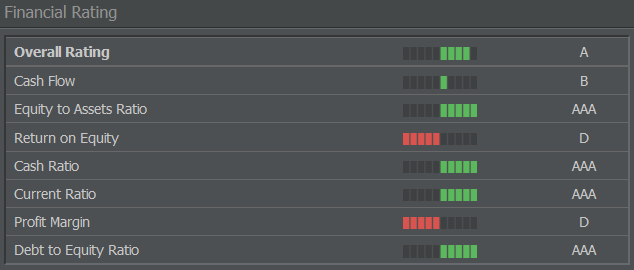 Financial Rating
Overall Rating A
Cash Flow B
Equity to Assets Ratio AAA
Return on Equity D
Cash Ratio AAA
Current Ratio AAA
Profit Margin D
Debt to Equity Ratio AAA